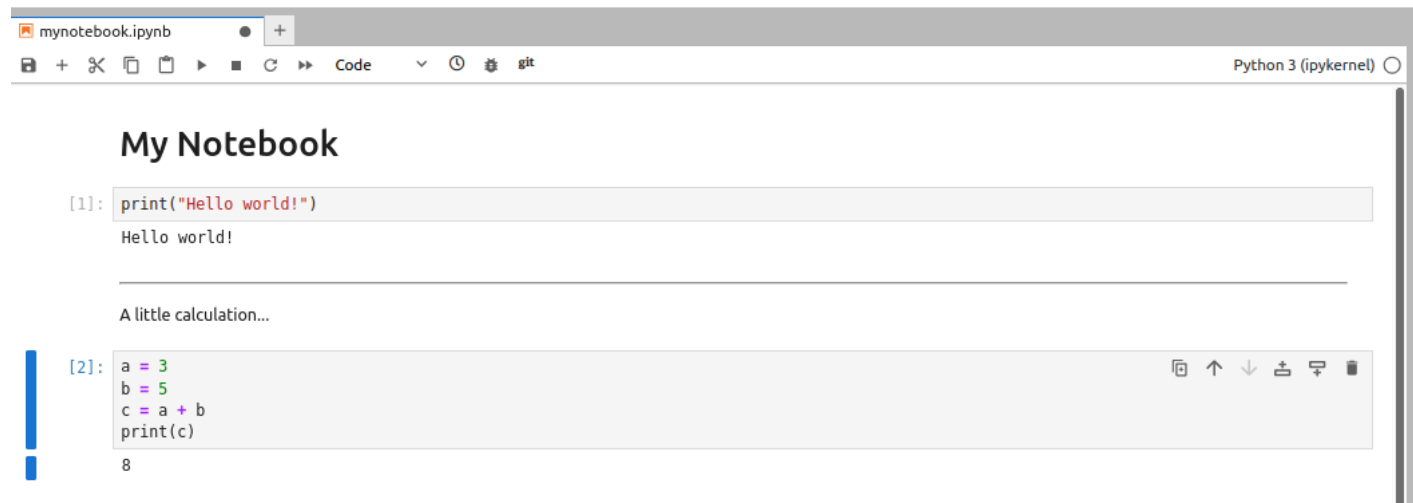 mynotebook.ipynb
Code git Python 3 (ipykernel)
My Notebook
[1]: print("Hello world!")
Hello world!
A little calculation...
[2]: a = 3
b = 5
c = a + b
print(c)
8